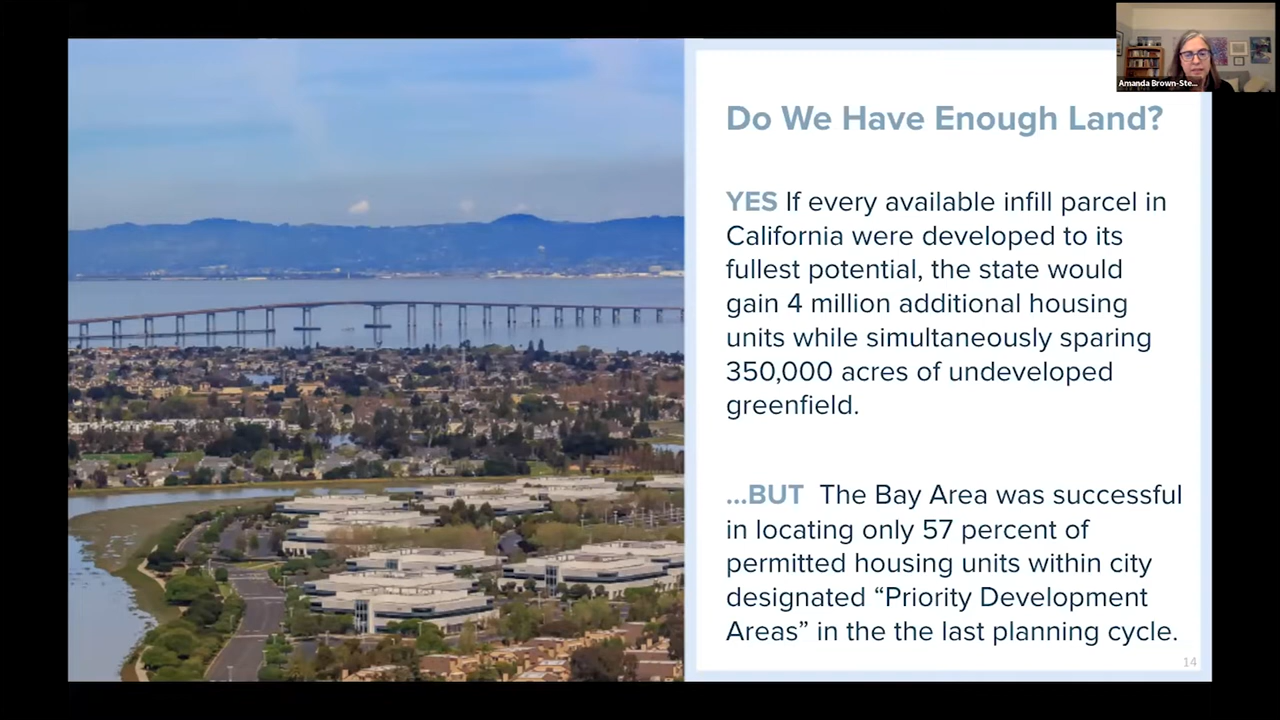 Amanda Brown-Ste...
Do We Have Enough Land?
YES If every available infill parcel in
California were developed to its
fullest potential, the state would
gain 4 million additional housing
units while simultaneously sparing
350,000 acres of undeveloped
greenfield.
...BUT The Bay Area was successful
in locating only 57 percent of
permitted housing units within city
designated “Priority Development
Areas” in the the last planning cycle.
14